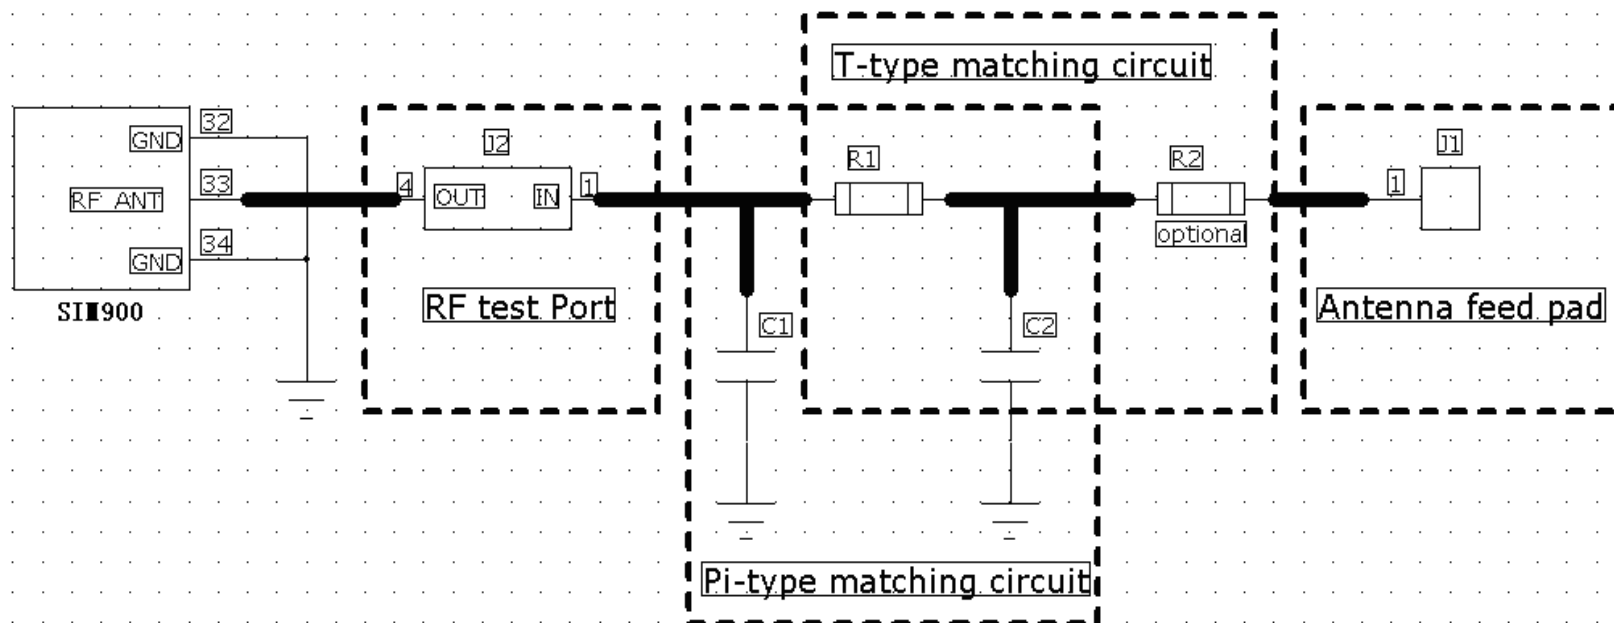 T-type matching circuit
32
GND
33
RF_ANT
34
GND
SIM900
J2
4
OUT
IN
1
RF test Port
R1
R2
optional
J1
1
Antenna feed pad
C1
C2
Pi-type matching circuit